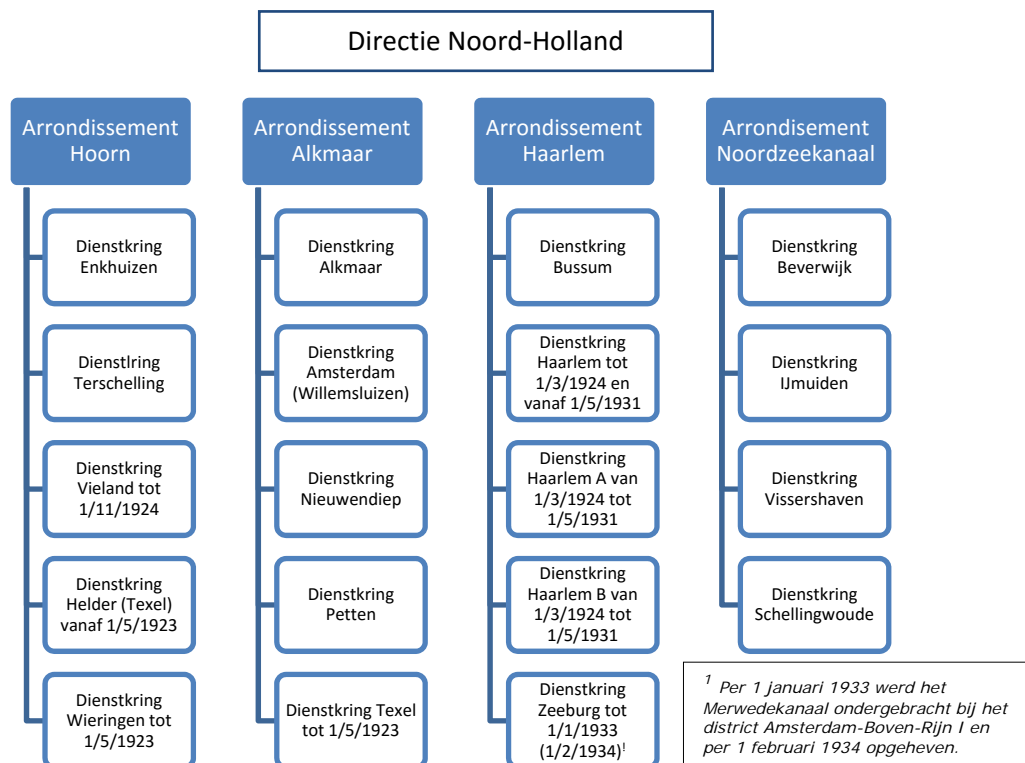 Directie Noord-Holland
Arrondissement
Hoorn
Dienstkring
Enkhuizen
Dienstlring
Terschelling
Dienstkring
Vieland tot
1/11/1924
Dienstkring
Helder (Texel)
vanaf 1/5/1923
Dienstkring
Wieringen tot
1/5/1923
Arrondissement
Alkmaar
Dienstkring
Alkmaar
Dienstkring
Amsterdam
(Willemsluizen)
Dienstkring
Nieuwendiep
Dienstkring
Petten
Dienstkring Texel
tot 1/5/1923
Arrondissement
Haarlem
Dienstkring
Bussum
Dienstkring
Haarlem tot
1/3/1924 en
vanaf 1/5/1931
Dienstkring
Haarlem A van
1/3/1924 tot
1/5/1931
Dienstkring
Haarlem B van
1/3/1924 tot
1/5/1931
Dienstkring
Zeeburg tot
1/1/1933
(1/2/1934)!
Arrondisement
Noordzeekanaal
Dienstkring
Beverwijk
Dienstkring
IJmuiden
Dienstkring
Vissershaven
Dienstkring
Schellingwoude
1 Per 1 januari 1933 werd het
Merwedekanaal ondergebracht bij het
district Amsterdam-Boven-Rijn I en
per 1 februari 1934 opgeheven.